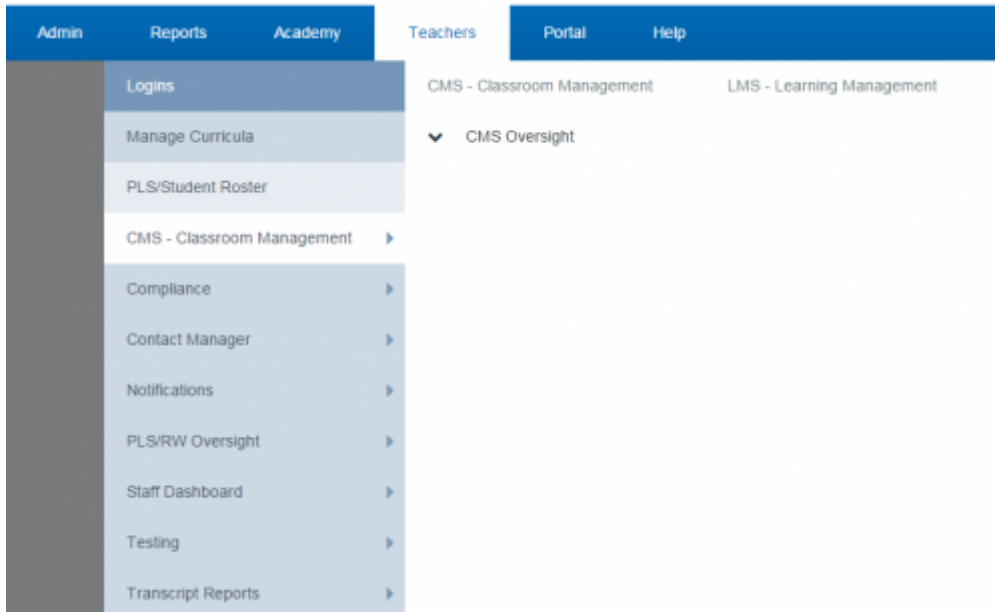 Admin Reports Academy Teachers Portal Help
Logins
Manage Curricula
PLS/Student Roster
CMS - Classroom Management
Compliance
Contact Manager
Notifications
PLS/RW Oversight
Staff Dashboard
Testing
Transcript Reports
CMS - Classroom Management LMS - Learning Management
CMS Oversight